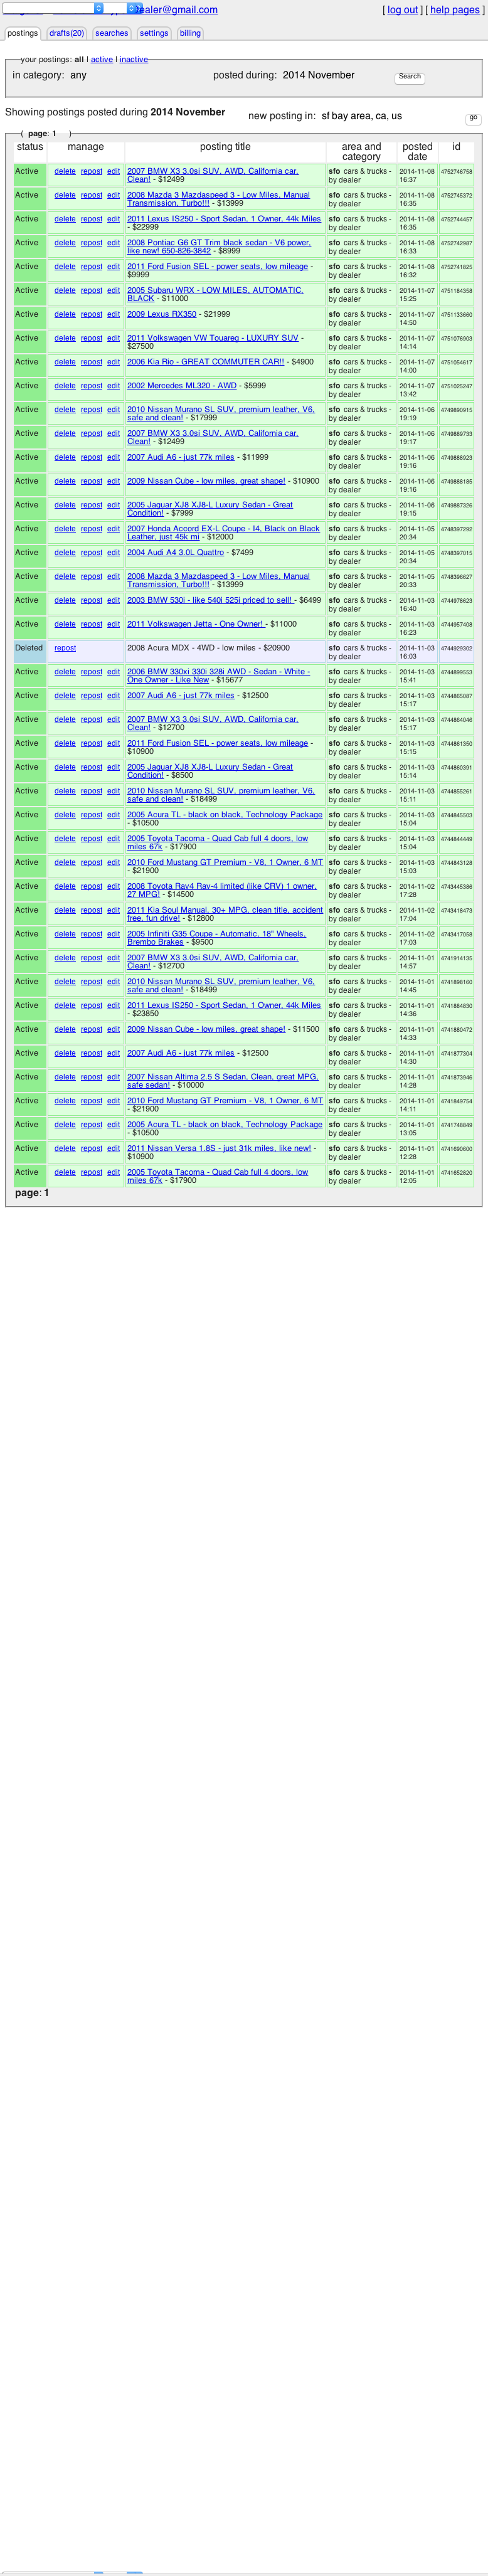 ealer@gmail.com [ log out ] [ help pages ]
postings drafts(20) searches settings billing
your postings: all | active | inactive
in category: any posted during: 2014 November Search
Showing postings posted during 2014 November new posting in: sf bay area, ca, us go
( page: 1 )
status manage posting title area and category posted date id
Active delete repost edit 2007 BMW X3 3.0si SUV, AWD, California car, Clean! - $12499 sfo cars & trucks - by dealer 2014-11-08 16:37 4752746758
Active delete repost edit 2008 Mazda 3 Mazdaspeed 3 - Low Miles, Manual Transmission, Turbo!!! - $13999 sfo cars & trucks - by dealer 2014-11-08 16:35 4752745372
Active delete repost edit 2011 Lexus IS250 - Sport Sedan, 1 Owner, 44k Miles - $22999 sfo cars & trucks - by dealer 2014-11-08 16:35 4752744457
Active delete repost edit 2008 Pontiac G6 GT Trim black sedan - V6 power, like new! 650-826-3842 - $8999 sfo cars & trucks - by dealer 2014-11-08 16:33 4752742987
Active delete repost edit 2011 Ford Fusion SEL - power seats, low mileage - $9999 sfo cars & trucks - by dealer 2014-11-08 16:32 4752741825
Active delete repost edit 2005 Subaru WRX - LOW MILES, AUTOMATIC, BLACK - $11000 sfo cars & trucks - by dealer 2014-11-07 15:25 4751184358
Active delete repost edit 2009 Lexus RX350 - $21999 sfo cars & trucks - by dealer 2014-11-07 14:50 4751133660
Active delete repost edit 2011 Volkswagen VW Touareg - LUXURY SUV - $27500 sfo cars & trucks - by dealer 2014-11-07 14:14 4751076903
Active delete repost edit 2006 Kia Rio - GREAT COMMUTER CAR!! - $4900 sfo cars & trucks - by dealer 2014-11-07 14:00 4751054617
Active delete repost edit 2002 Mercedes ML320 - AWD - $5999 sfo cars & trucks - by dealer 2014-11-07 13:42 4751025247
Active delete repost edit 2010 Nissan Murano SL SUV, premium leather, V6, safe and clean! - $17999 sfo cars & trucks - by dealer 2014-11-06 19:19 4749890915
Active delete repost edit 2007 BMW X3 3.0si SUV, AWD, California car, Clean! - $12499 sfo cars & trucks - by dealer 2014-11-06 19:17 4749889733
Active delete repost edit 2007 Audi A6 - just 77k miles - $11999 sfo cars & trucks - by dealer 2014-11-06 19:16 4749888923
Active delete repost edit 2009 Nissan Cube - low miles, great shape! - $10900 sfo cars & trucks - by dealer 2014-11-06 19:16 4749888185
Active delete repost edit 2005 Jaguar XJ8 XJ8-L Luxury Sedan - Great Condition! - $7999 sfo cars & trucks - by dealer 2014-11-06 19:15 4749887326
Active delete repost edit 2007 Honda Accord EX-L Coupe - I4, Black on Black Leather, just 45k mi - $12000 sfo cars & trucks - by dealer 2014-11-05 20:34 4748397292
Active delete repost edit 2004 Audi A4 3.0L Quattro - $7499 sfo cars & trucks - by dealer 2014-11-05 20:34 4748397015
Active delete repost edit 2008 Mazda 3 Mazdaspeed 3 - Low Miles, Manual Transmission, Turbo!!! - $13999 sfo cars & trucks - by dealer 2014-11-05 20:33 4748396627
Active delete repost edit 2003 BMW 530i - like 540i 525i priced to sell! - $6499 sfo cars & trucks - by dealer 2014-11-03 16:40 4744978623
Active delete repost edit 2011 Volkswagen Jetta - One Owner! - $11000 sfo cars & trucks - by dealer 2014-11-03 16:23 4744957408
Deleted repost 2008 Acura MDX - 4WD - low miles - $20900 sfo cars & trucks - by dealer 2014-11-03 16:03 4744929302
Active delete repost edit 2006 BMW 330xi 330i 328i AWD - Sedan - White - One Owner - Like New - $15677 sfo cars & trucks - by dealer 2014-11-03 15:41 4744899553
Active delete repost edit 2007 Audi A6 - just 77k miles - $12500 sfo cars & trucks - by dealer 2014-11-03 15:17 4744865087
Active delete repost edit 2007 BMW X3 3.0si SUV, AWD, California car, Clean! - $12700 sfo cars & trucks - by dealer 2014-11-03 15:17 4744864046
Active delete repost edit 2011 Ford Fusion SEL - power seats, low mileage - $10900 sfo cars & trucks - by dealer 2014-11-03 15:15 4744861350
Active delete repost edit 2005 Jaguar XJ8 XJ8-L Luxury Sedan - Great Condition! - $8500 sfo cars & trucks - by dealer 2014-11-03 15:14 4744860391
Active delete repost edit 2010 Nissan Murano SL SUV, premium leather, V6, safe and clean! - $18499 sfo cars & trucks - by dealer 2014-11-03 15:11 4744855261
Active delete repost edit 2005 Acura TL - black on black, Technology Package - $10500 sfo cars & trucks - by dealer 2014-11-03 15:04 4744845503
Active delete repost edit 2005 Toyota Tacoma - Quad Cab full 4 doors, low miles 67k - $17900 sfo cars & trucks - by dealer 2014-11-03 15:04 4744844449
Active delete repost edit 2010 Ford Mustang GT Premium - V8, 1 Owner, 6 MT - $21900 sfo cars & trucks - by dealer 2014-11-03 15:03 4744843128
Active delete repost edit 2008 Toyota Rav4 Rav-4 limited (like CRV) 1 owner, 27 MPG! - $14500 sfo cars & trucks - by dealer 2014-11-02 17:28 4743445386
Active delete repost edit 2011 Kia Soul Manual, 30+ MPG, clean title, accident free, fun drive! - $12800 sfo cars & trucks - by dealer 2014-11-02 17:04 4743418473
Active delete repost edit 2005 Infiniti G35 Coupe - Automatic, 18" Wheels, Brembo Brakes - $9500 sfo cars & trucks - by dealer 2014-11-02 17:03 4743417058
Active delete repost edit 2007 BMW X3 3.0si SUV, AWD, California car, Clean! - $12700 sfo cars & trucks - by dealer 2014-11-01 14:57 4741914135
Active delete repost edit 2010 Nissan Murano SL SUV, premium leather, V6, safe and clean! - $18499 sfo cars & trucks - by dealer 2014-11-01 14:45 4741898160
Active delete repost edit 2011 Lexus IS250 - Sport Sedan, 1 Owner, 44k Miles - $23850 sfo cars & trucks - by dealer 2014-11-01 14:36 4741884830
Active delete repost edit 2009 Nissan Cube - low miles, great shape! - $11500 sfo cars & trucks - by dealer 2014-11-01 14:33 4741880472
Active delete repost edit 2007 Audi A6 - just 77k miles - $12500 sfo cars & trucks - by dealer 2014-11-01 14:30 4741877304
Active delete repost edit 2007 Nissan Altima 2.5 S Sedan, Clean, great MPG, safe sedan! - $10000 sfo cars & trucks - by dealer 2014-11-01 14:28 4741873946
Active delete repost edit 2010 Ford Mustang GT Premium - V8, 1 Owner, 6 MT - $21900 sfo cars & trucks - by dealer 2014-11-01 14:11 4741849754
Active delete repost edit 2005 Acura TL - black on black, Technology Package - $10500 sfo cars & trucks - by dealer 2014-11-01 13:05 4741748849
Active delete repost edit 2011 Nissan Versa 1.8S - just 31k miles, like new! - $10900 sfo cars & trucks - by dealer 2014-11-01 12:28 4741690600
Active delete repost edit 2005 Toyota Tacoma - Quad Cab full 4 doors, low miles 67k - $17900 sfo cars & trucks - by dealer 2014-11-01 12:05 4741652820
page: 1